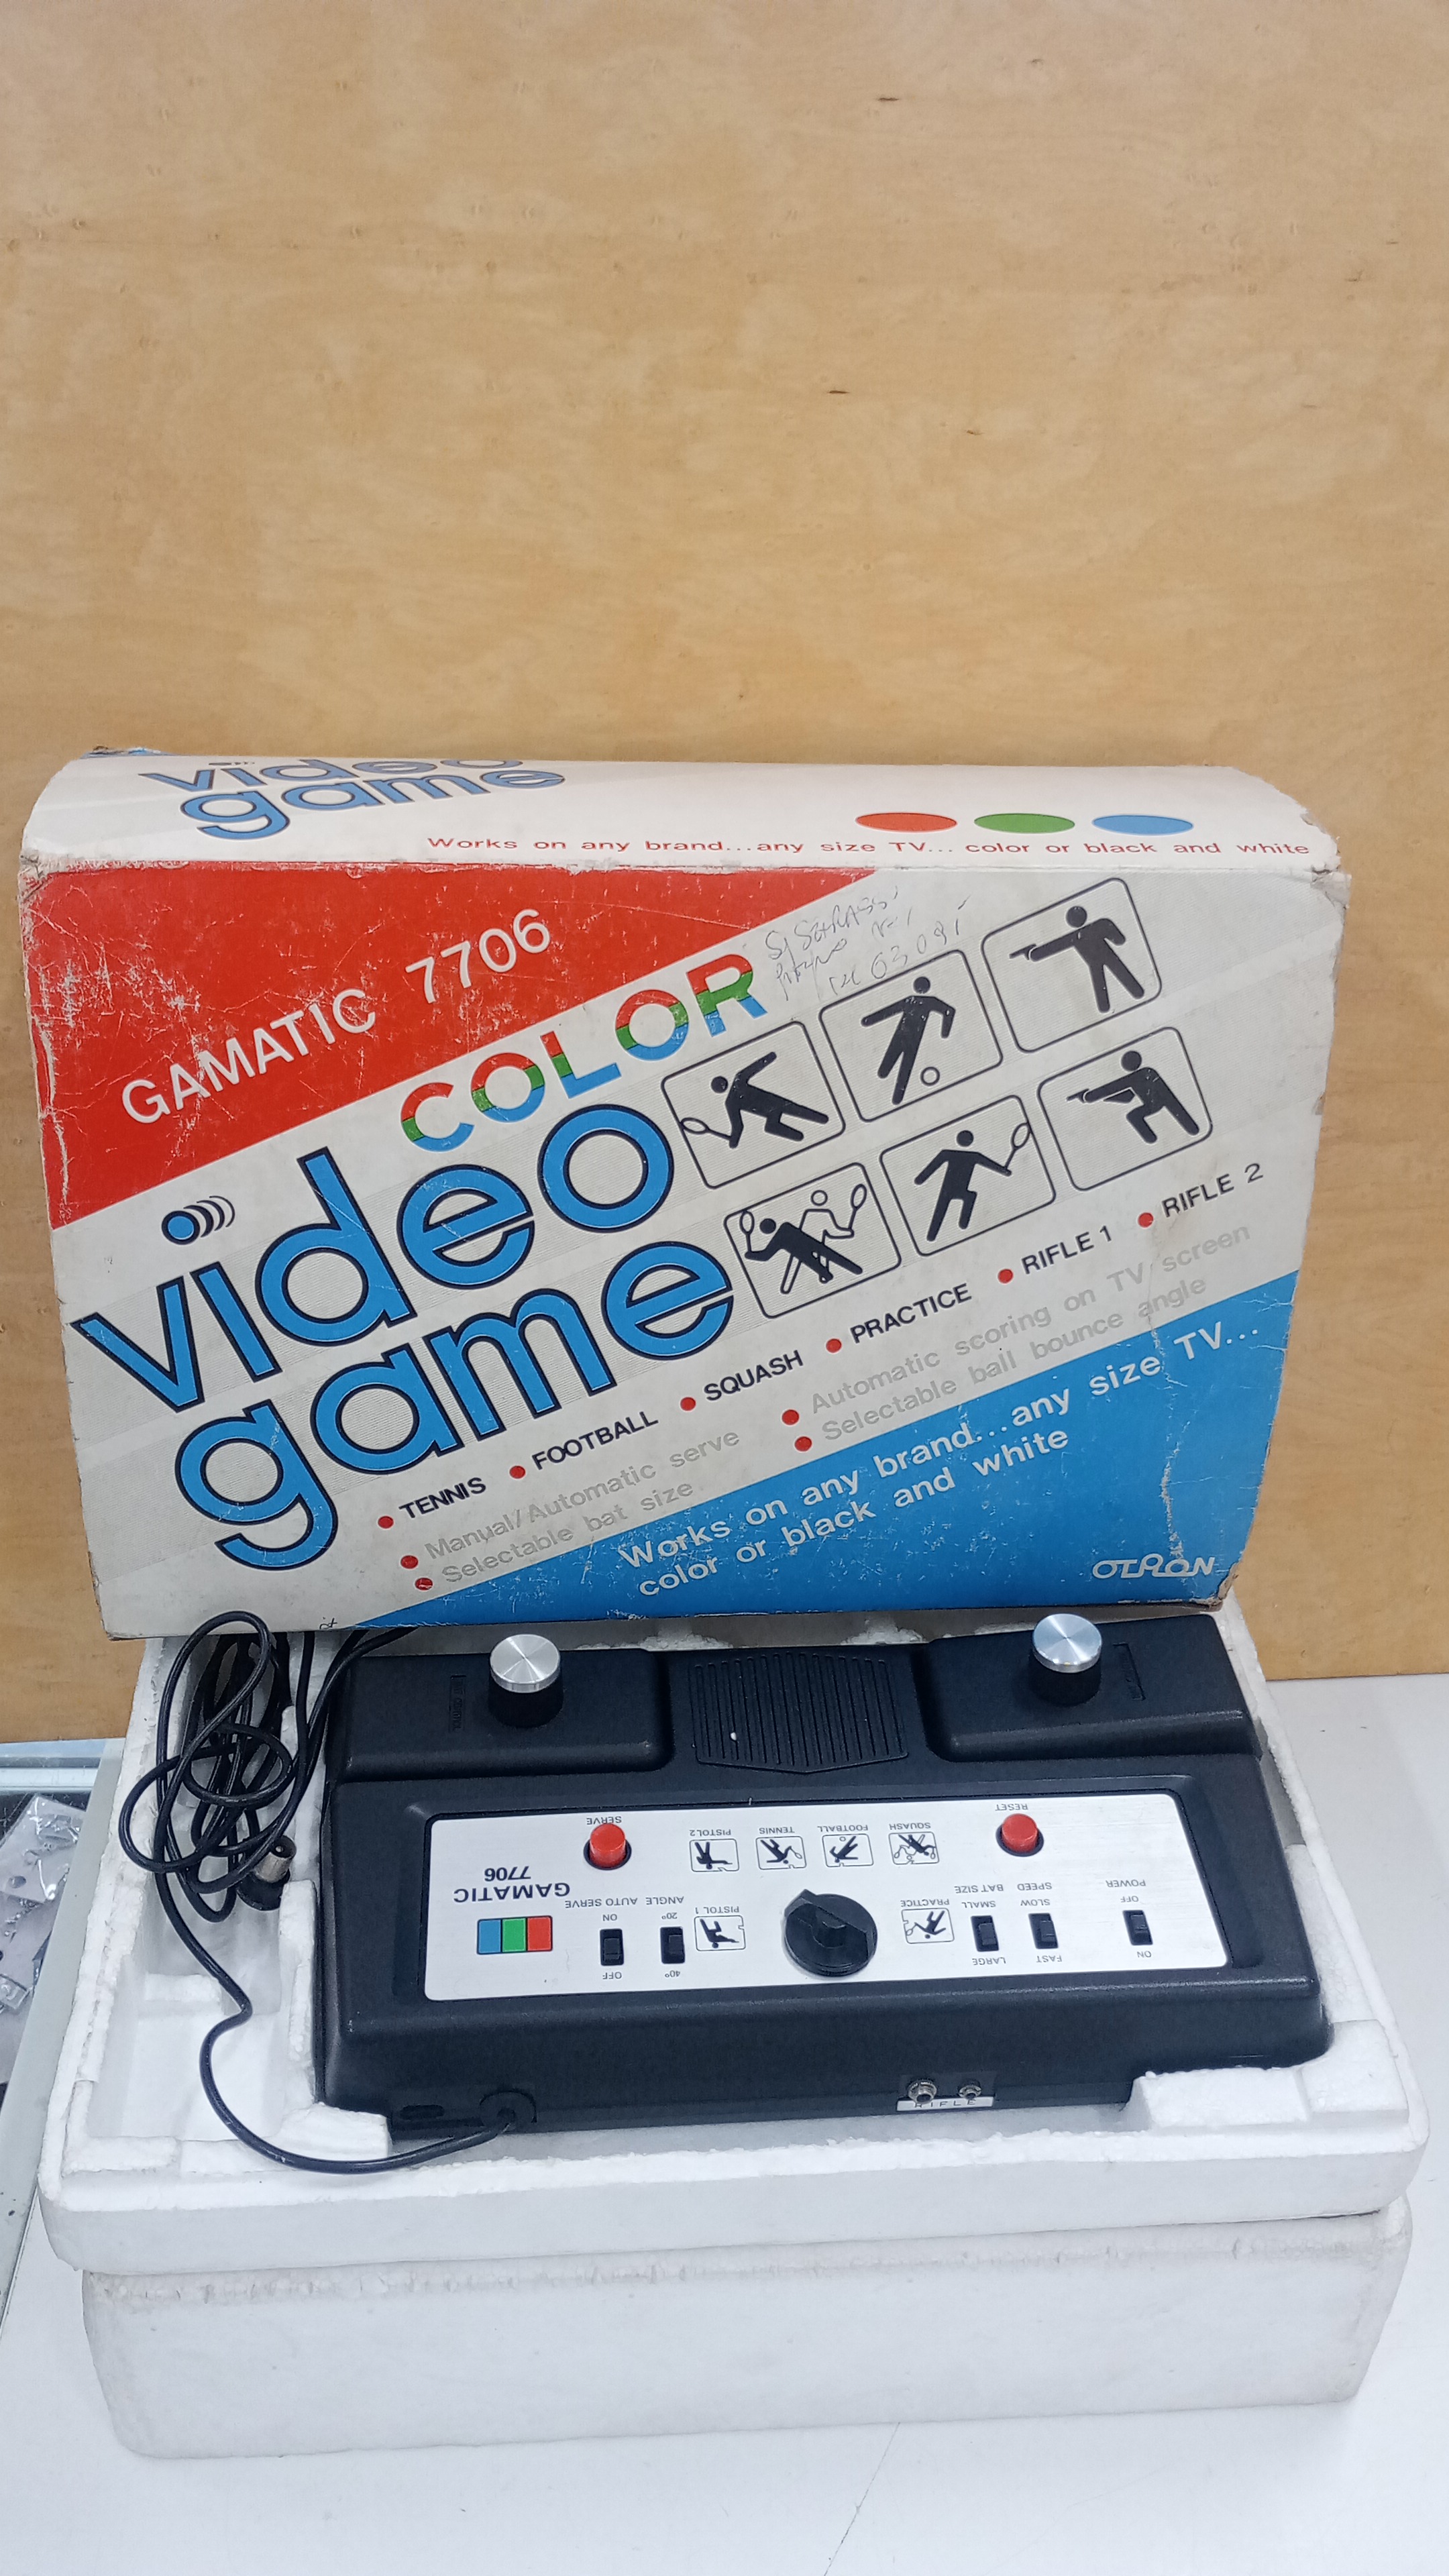 video
game
Works on any brand...any size TV... color or black and white
GAMATIC 7706
COLOR
video
game
• TENNIS • FOOTBALL • SQUASH • PRACTICE • RIFLE 1 • RIFLE 2
• Manual/Automatic serve • Automatic scoring on TV screen
• Selectable bat size • Selectable ball bounce angle
Works on any brand...any size TV...
color or black and white
OTRON
RIFLE
ON
OFF
POWER
FAST
SLOW
SPEED
LARGE
SMALL
BAT SIZE
PRACTICE
PISTOL 1
40°
20°
ANGLE
OFF
ON
AUTO SERVE
GAMATIC
7706
RESET
SQUASH
FOOTBALL
TENNIS
PISTOL2
SERVE